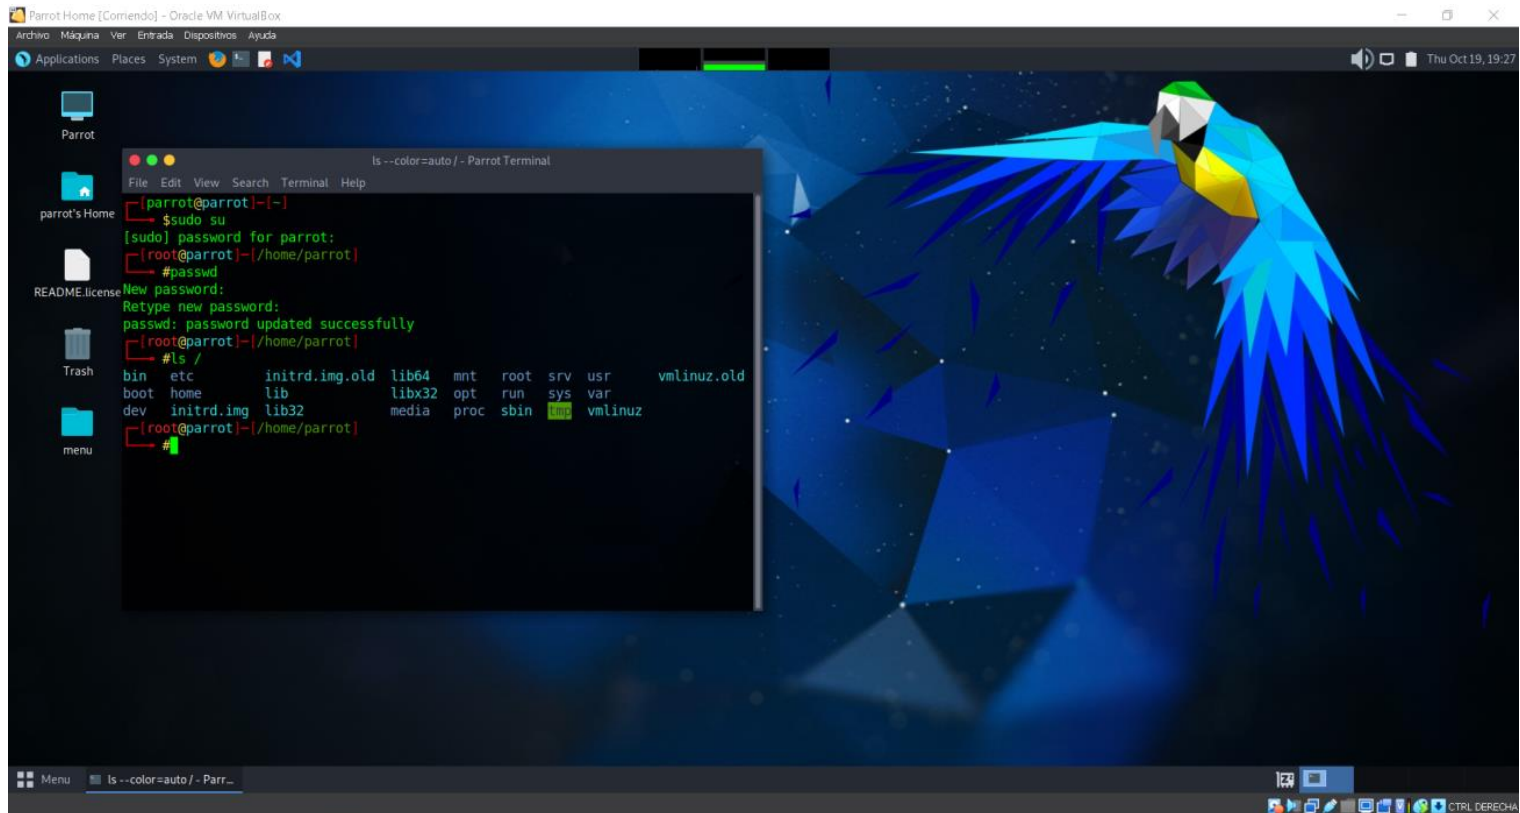 Parrot Home [Corriendo] - Oracle VM VirtualBox
Archivo Máquina Ver Entrada Dispositivos Ayuda
Applications Places System
Thu Oct 19, 19:27
Parrot
parrot's Home
README.license
Trash
menu
ls --color=auto / - Parrot Terminal
File Edit View Search Terminal Help
[parrot@parrot]-[~]
$sudo su
[sudo] password for parrot:
[root@parrot]-[/home/parrot]
#passwd
New password:
Retype new password:
passwd: password updated successfully
[root@parrot]-[/home/parrot]
#ls /
bin etc initrd.img.old lib64 mnt root srv usr vmlinuz.old
boot home lib libx32 opt run sys var
dev initrd.img lib32 media proc sbin tmp vmlinuz
[root@parrot]-[/home/parrot]
#
Menu ls --color=auto / - Parr...
CTRL DERECHA